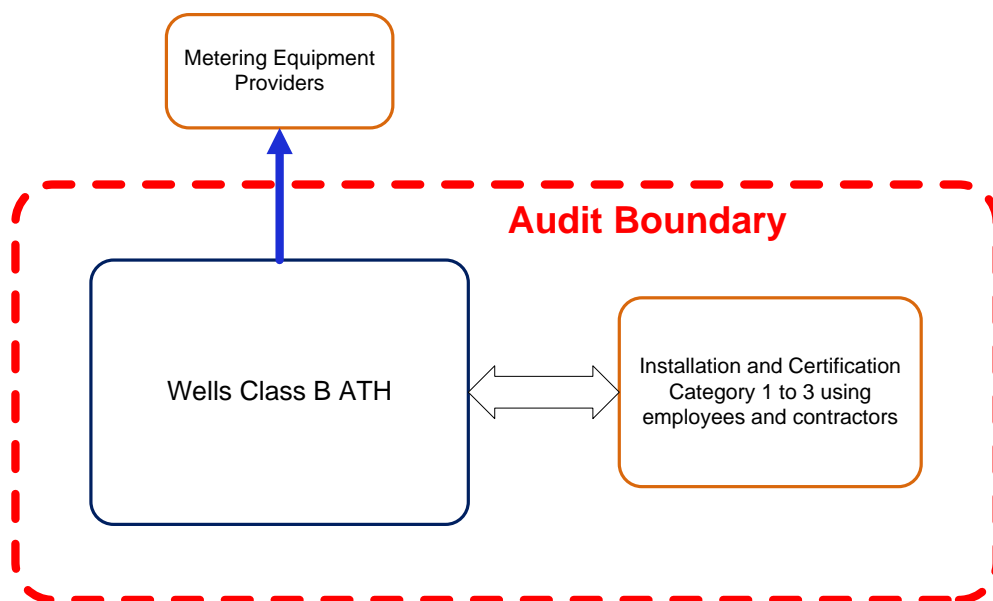 Metering Equipment
Providers
Audit Boundary
Wells Class B ATH
Installation and Certification
Category 1 to 3 using
employees and contractors